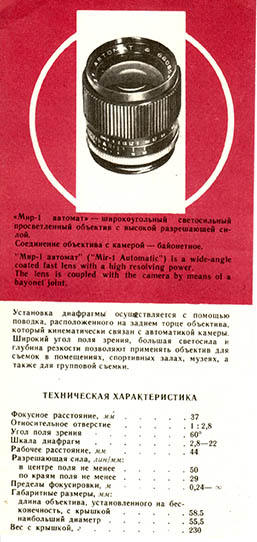 АВТОМАТ
«Мир-1 автомат» — широкоугольный светосильный
просветленный объектив с высокой разрешающей си-
лой.
Соединение объектива с камерой — байонетное.
"Мир-1 автомат" ("Mir-1 Automatic") is a wide-angle
coated fast lens with a high resolving power.
The lens is coupled with the camera by means of a
bayonet joint.
Установка диафрагмы осуществляется с помощью
поводка, расположенного на заднем торце объектива,
который кинематически связан с автоматикой камеры.
Широкий угол поля зрения, большая светосила и
глубина резкости позволяют применять объектив для
съемок в помещениях, спортивных залах, музеях, а
также для групповой съемки.
ТЕХНИЧЕСКАЯ ХАРАКТЕРИСТИКА
Фокусное расстояние, мм . . . . 37
Относительное отверстие . . . . 1 : 2,8
Угол поля зрения . . . . 60°
Шкала диафрагм . . . . 2,8—22
Рабочее расстояние, мм . . . . 44
Разрешающая сила, лин/мм:
в центре поля не менее . . . . 50
по краям поля не менее . . . . 29
Пределы фокусировки, м . . . . 0,24— ∞
Габаритные размеры, мм:
длина объектива, установленного на бес-
конечность, с крышкой . . . . 58,5
наибольший диаметр . . . . 55,5
Вес с крышкой, г . . . . 230